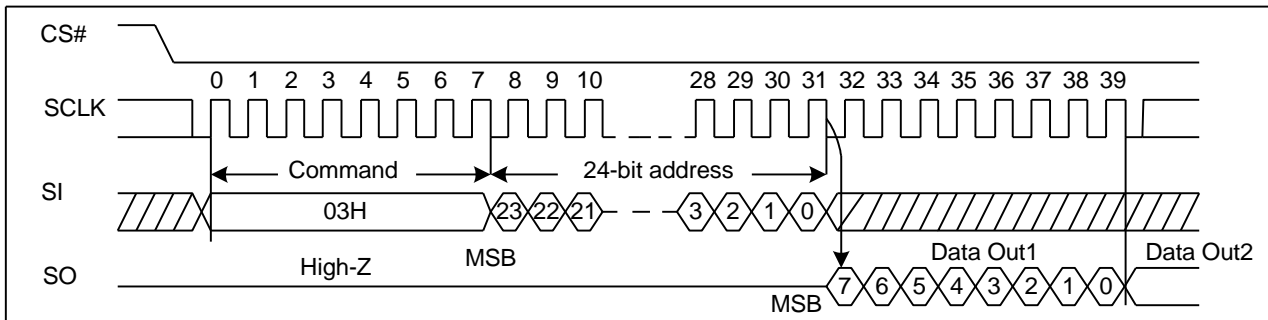 CS#
0 1 2 3 4 5 6 7 8 9 10 28 29 30 31 32 33 34 35 36 37 38 39
SCLK
Command 24-bit address
SI
03H 23 22 21 3 2 1 0
MSB Data Out1 Data Out2
High-Z
SO
MSB 7 6 5 4 3 2 1 0